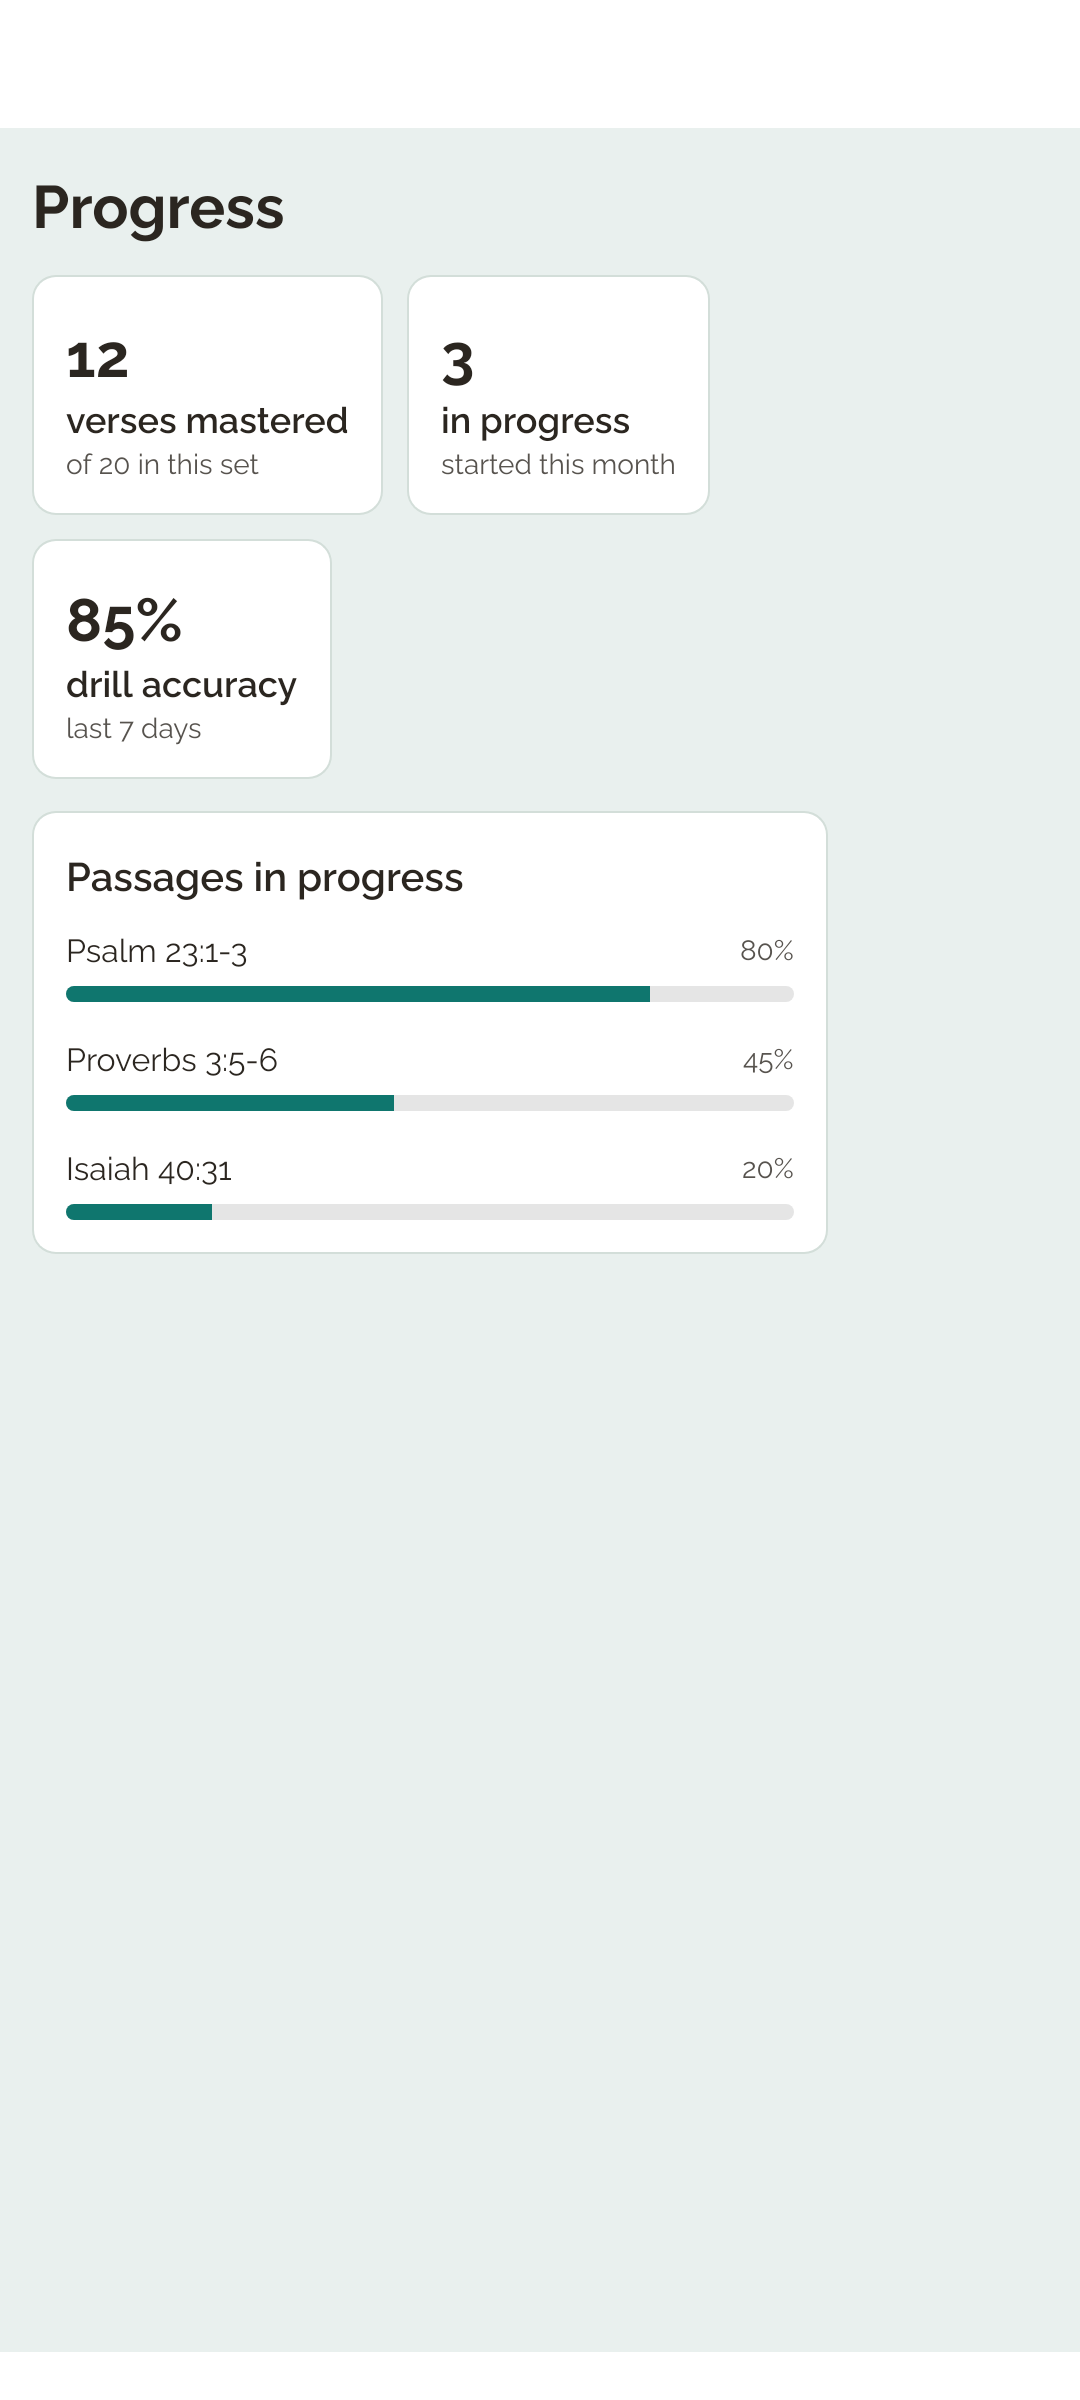 Progress
12
verses mastered
of 20 in this set
3
in progress
started this month
85%
drill accuracy
last 7 days
Passages in progress
Psalm 23:1-3 80%
Proverbs 3:5-6 45%
Isaiah 40:31 20%